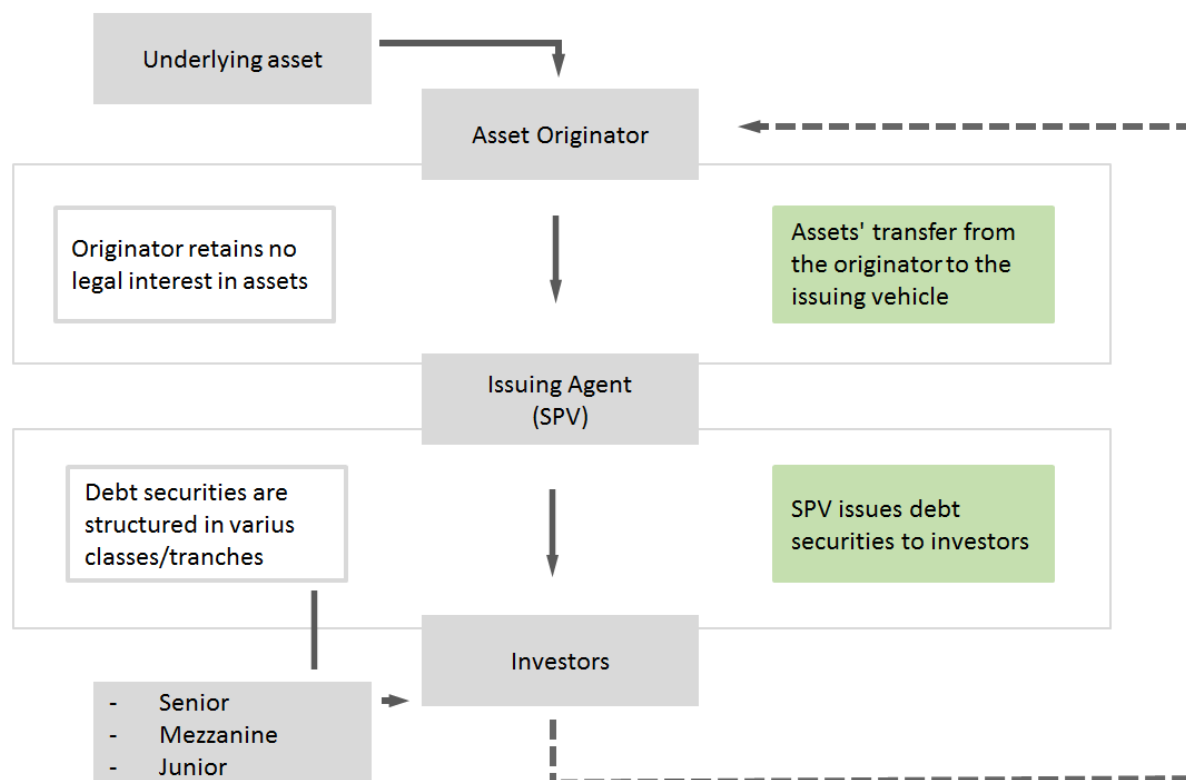 Underlying asset
Asset Originator
Originator retains no
legal interest in assets
Assets' transfer from
the originator to the
issuing vehicle
Issuing Agent
(SPV)
Debt securities are
structured in varius
classes/tranches
SPV issues debt
securities to investors
Investors
- Senior
- Mezzanine
- Junior